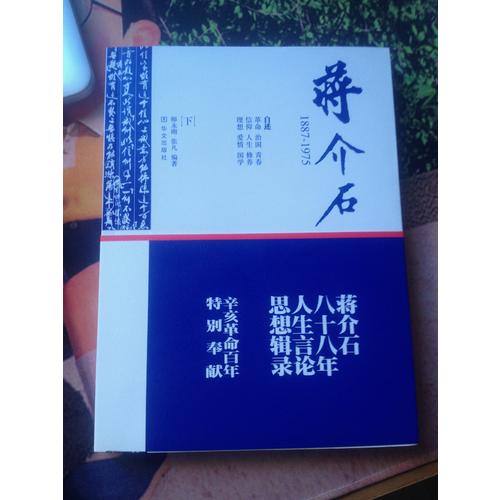 蒋介石
1887-1975
自述
革命 治国 青春
信仰 人生 修养
理想 爱情 国学
下
师永刚 张凡 编著
华文出版社
蒋介石
八十八年
人生言论
思想辑录
辛亥革命百年
特别奉献